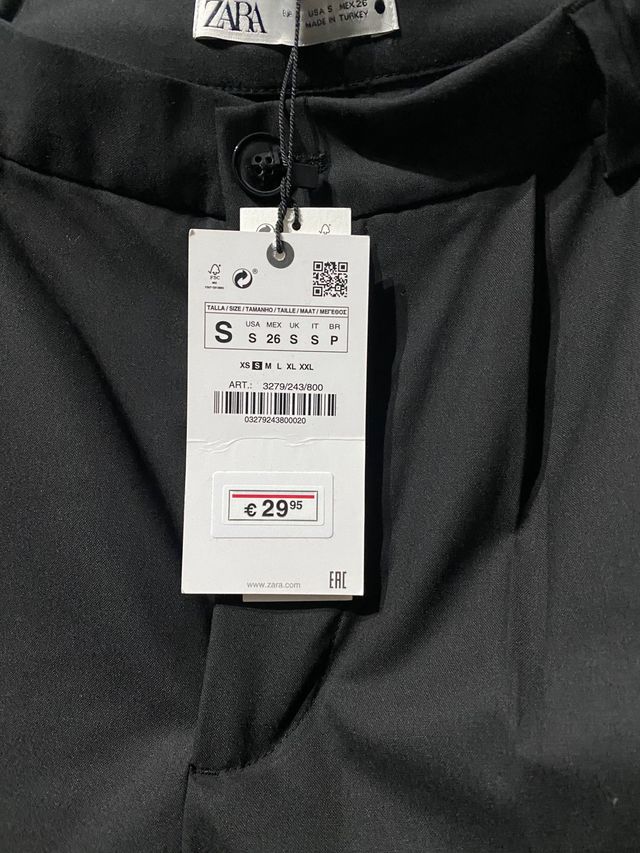 ZARA
USA S MEX 26
MADE IN TURKEY
FSC
TALLA / SIZE / TAMANHO / TAILLE / MAAT / ΜΕΓΕΘΟΣ
S USA MEX UK IT BR
S 26 S S P
XS S M L XL XXL
ART.: 3279/243/800
03279243800020
€ 29 95
www.zara.com EAC